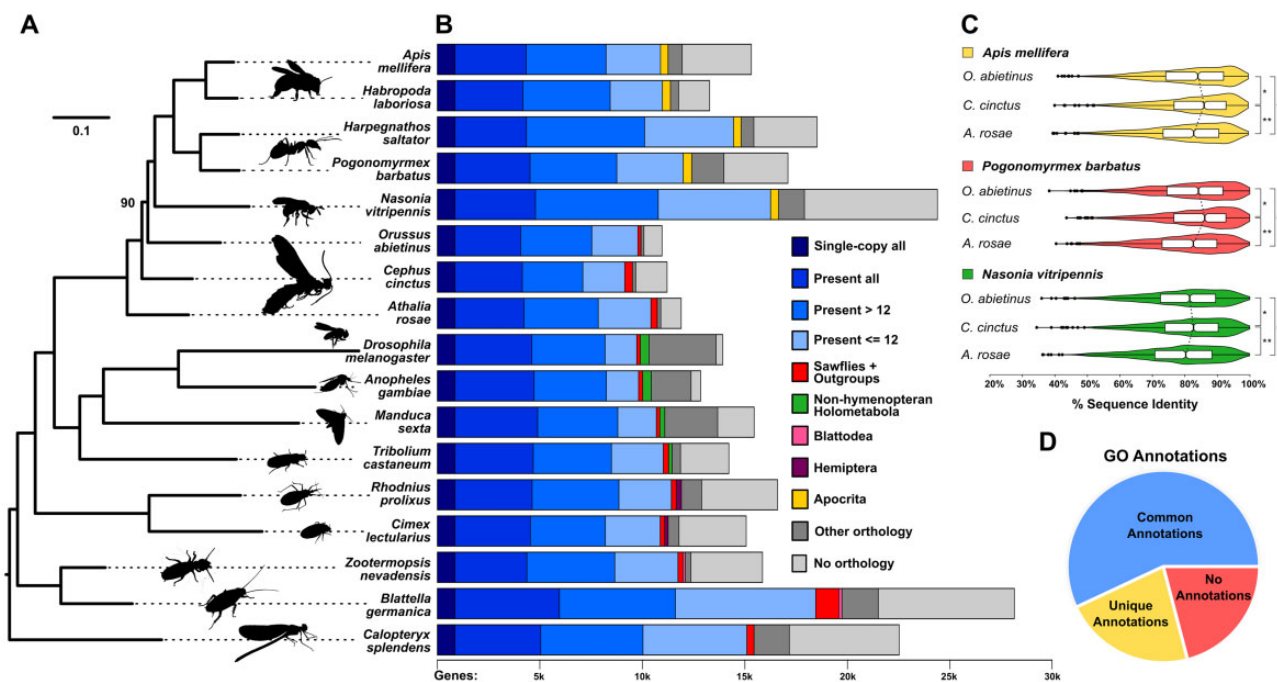 A
B
C
0.1
90
Apis
mellifera
Habropoda
laboriosa
Harpegnathos
saltator
Pogonomyrmex
barbatus
Nasonia
vitripennis
Orussus
abietinus
Cephus
cinctus
Athalia
rosae
Drosophila
melanogaster
Anopheles
gambiae
Manduca
sexta
Tribolium
castaneum
Rhodnius
prolixus
Cimex
lectularius
Zootermopsis
nevadensis
Blattella
germanica
Calopteryx
splendens
Genes:
5k
10k
15k
20k
25k
30k
Single-copy all
Present all
Present > 12
Present <= 12
Sawflies +
Outgroups
Non-hymenopteran
Holometabola
Blattodea
Hemiptera
Apocrita
Other orthology
No orthology
Apis mellifera
O. abietinus
C. cinctus
A. rosae
*
**
Pogonomyrmex barbatus
O. abietinus
C. cinctus
A. rosae
*
**
Nasonia vitripennis
O. abietinus
C. cinctus
A. rosae
*
**
20% 30% 40% 50% 60% 70% 80% 90% 100%
% Sequence Identity
D
GO Annotations
Common
Annotations
Unique
Annotations
No
Annotations